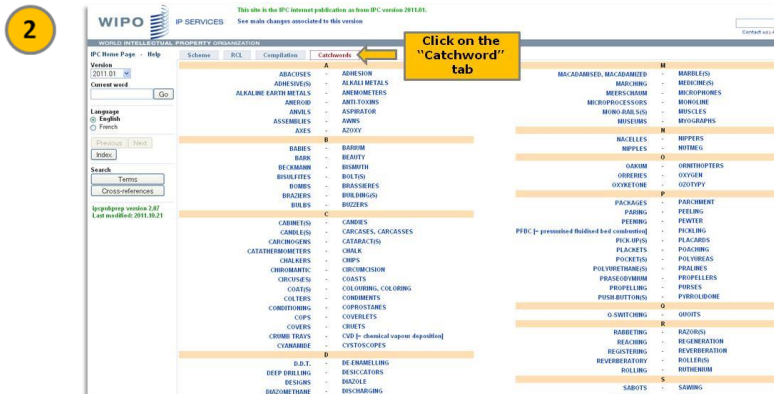 2
This site is the IPC internet publication as from IPC version 2011.01.
WIPO
IP SERVICES
See main changes associated to this version
WORLD INTELLECTUAL PROPERTY ORGANIZATION
IPC Home Page - Help
Scheme RCL Compilation Catchwords
Click on the
"Catchword"
tab
Version
2011.01
Current word
Go
Language
English
French
Previous Next
Index
Search
Terms
Cross-references
ipcpubprep version 2.07
Last modified: 2011.10.21
A
ABACUSES - ADHESION
ADHESIVE(S) - ALKALI METALS
ALKALINE EARTH METALS - ANEMOMETERS
ANEROID - ANTI-TOXINS
ANVILS - ASPIRATOR
ASSEMBLIES - AWNS
AXES - AZOXY
B
BABIES - BARIUM
BARK - BEAUTY
BECKMANN - BISMUTH
BISULFITES - BOLT(S)
BOMBS - BRASSIERES
BRAZIERS - BUILDING(S)
BULBS - BUZZERS
C
CABINET(S) - CANDIES
CANDLE(S) - CARCASES, CARCASSES
CARCINOGENS - CATARACT(S)
CATATHERMOMETERS - CHALK
CHALKERS - CHIPS
CHIROMANTIC - CIRCUMCISION
CIRCUS(ES) - COASTS
COAT(S) - COLOURING, COLORING
COLTERS - CONDIMENTS
CONDITIONING - COPROSTANES
COPS - COVERLETS
COVERS - CRUETS
CRUMB TRAYS - CVD [= chemical vapour deposition]
CYANAMIDE - CYSTOSCOPES
D
D.D.T. - DE-ENAMELLING
DEEP DRILLING - DESICCATORS
DESIGNS - DIAZOLE
DIAZOMETHANE - DISCHARGING
M
MACADAMISED, MACADAMIZED - MARBLE(S)
MARCHING - MEDICINE(S)
MEERSCHAUM - MICROPHONES
MICROPROCESSORS - MONOLINE
MONO-RAILS(S) - MUSCLES
MUSEUMS - MYOGRAPHS
N
NACELLES - NIPPERS
NIPPLES - NUTMEG
O
OAKUM - ORNITHOPTERS
ORRERIES - OXYGEN
OXYKETONE - OZOTYPY
P
PACKAGES - PARCHMENT
PARING - PEELING
PEENING - PEWTER
PFBC [= pressurised fluidised bed combustion] - PICKLING
PICK-UP(S) - PLACARDS
PLACKETS - POACHING
POCKET(S) - POLYUREAS
POLYURETHANE(S) - PRALINES
PRASEODYMIUM - PROPELLERS
PROPELLING - PURSES
PUSH-BUTTON(S) - PYRROLIDONE
Q
Q-SWITCHING - QUOITS
R
RABBETING - RAZOR(S)
REACHING - REGENERATION
REGISTERING - REVERBERATION
REVERBERATORY - ROLLER(S)
ROLLING - RUTHENIUM
S
SABOTS - SAWING